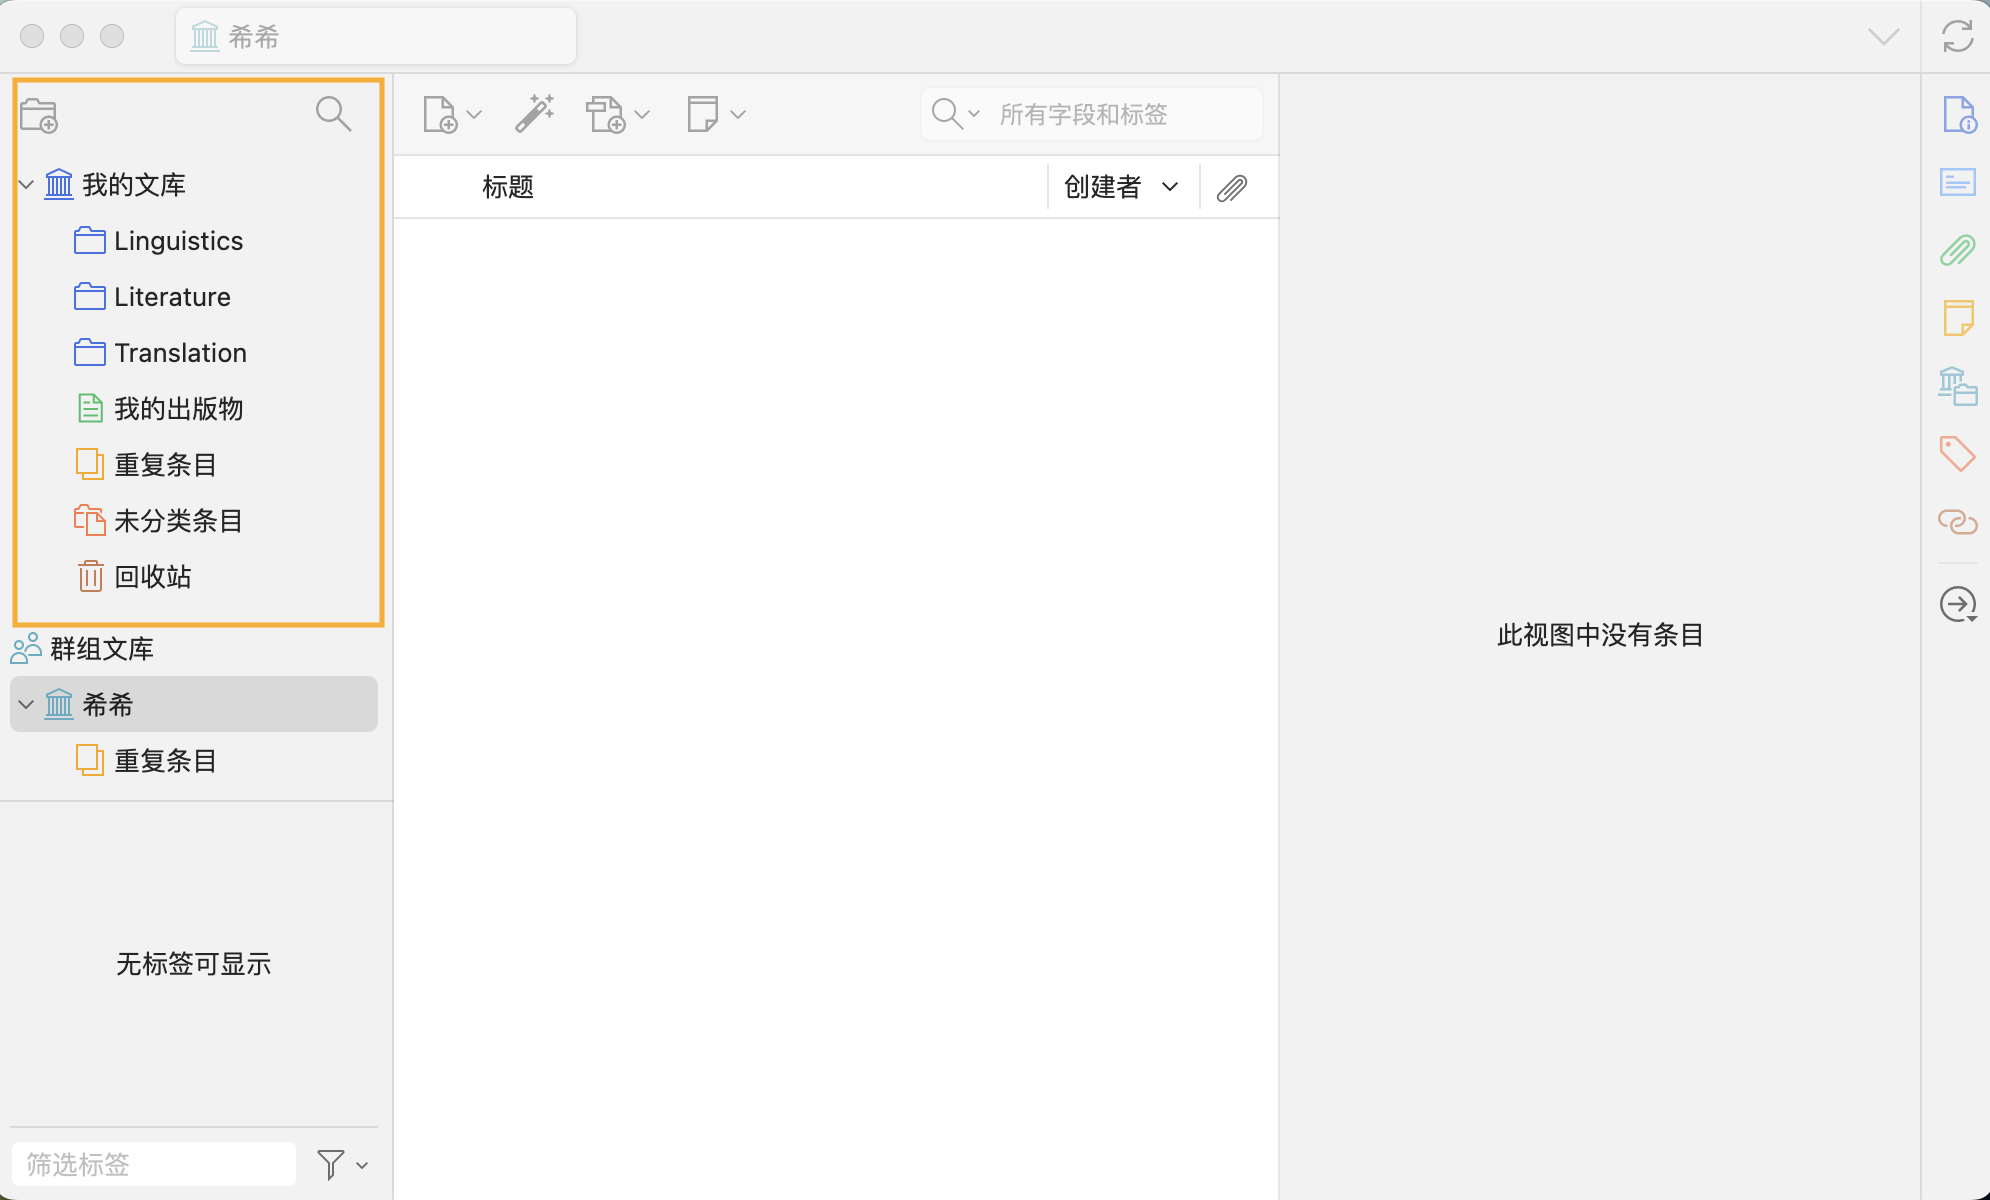 希希
所有字段和标签
我的文库
Linguistics
Literature
Translation
我的出版物
重复条目
未分类条目
回收站
群组文库
希希
重复条目
无标签可显示
筛选标签
标题 创建者
此视图中没有条目